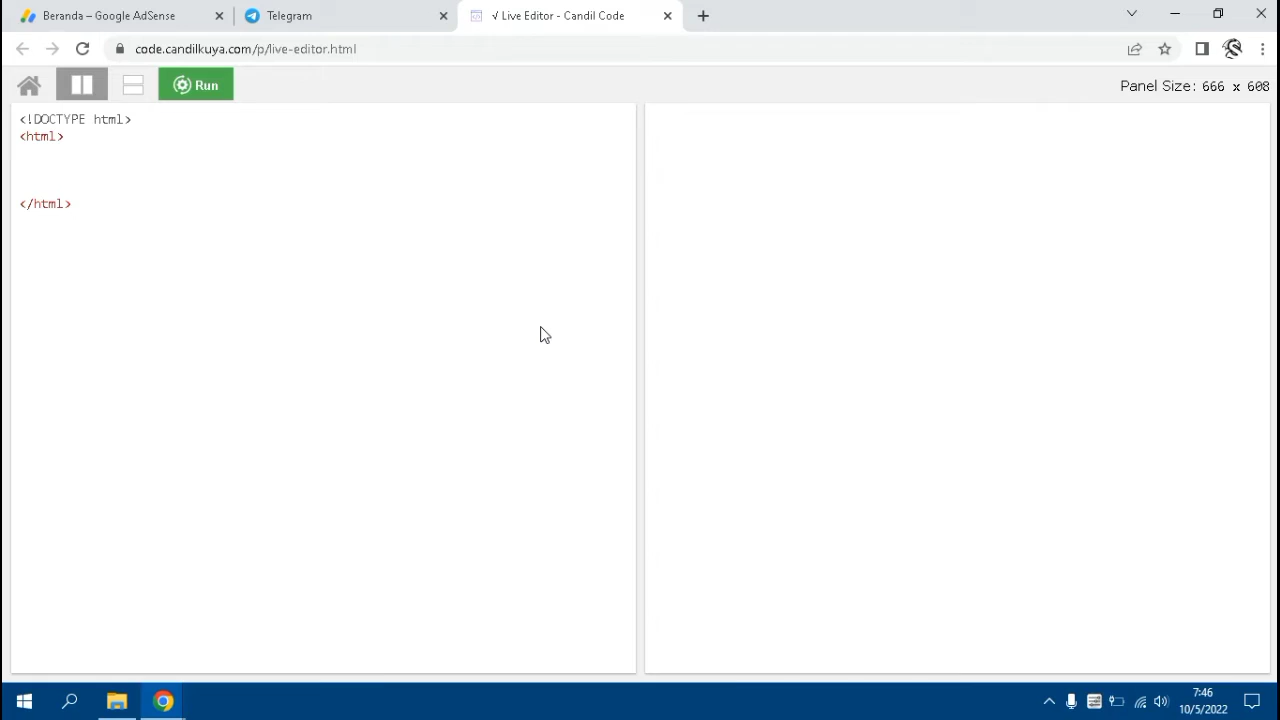 Beranda – Google AdSense
Telegram
√ Live Editor - Candil Code
code.candilkuya.com/p/live-editor.html
Run
Panel Size: 666 x 608
<!DOCTYPE html>
<html>
</html>
7:46
10/5/2022